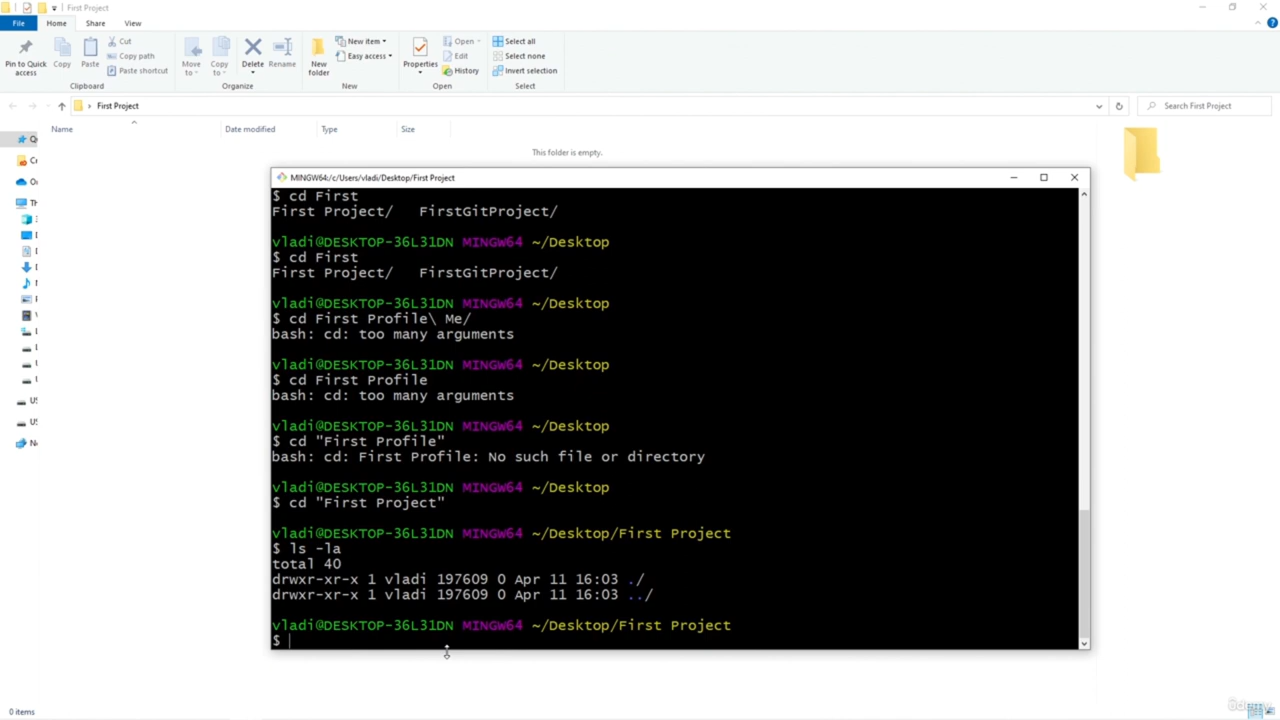 First Project
File Home Share View
Pin to Quick access
Copy
Paste
Cut
Copy path
Paste shortcut
Clipboard
Move to
Copy to
Delete
Rename
Organize
New folder
New item
Easy access
New
Properties
Open
Edit
History
Open
Select all
Select none
Invert selection
Select
First Project
Search First Project
Name Date modified Type Size
This folder is empty.
MINGW64:/c/Users/vladi/Desktop/First Project
$ cd First
First Project/ FirstGitProject/
vladi@DESKTOP-36L31DN MINGW64 ~/Desktop
$ cd First
First Project/ FirstGitProject/
vladi@DESKTOP-36L31DN MINGW64 ~/Desktop
$ cd First Profile\ Me/
bash: cd: too many arguments
vladi@DESKTOP-36L31DN MINGW64 ~/Desktop
$ cd First Profile
bash: cd: too many arguments
vladi@DESKTOP-36L31DN MINGW64 ~/Desktop
$ cd "First Profile"
bash: cd: First Profile: No such file or directory
vladi@DESKTOP-36L31DN MINGW64 ~/Desktop
$ cd "First Project"
vladi@DESKTOP-36L31DN MINGW64 ~/Desktop/First Project
$ ls -la
total 40
drwxr-xr-x 1 vladi 197609 0 Apr 11 16:03 ./
drwxr-xr-x 1 vladi 197609 0 Apr 11 16:03 ../
vladi@DESKTOP-36L31DN MINGW64 ~/Desktop/First Project
$
0 items